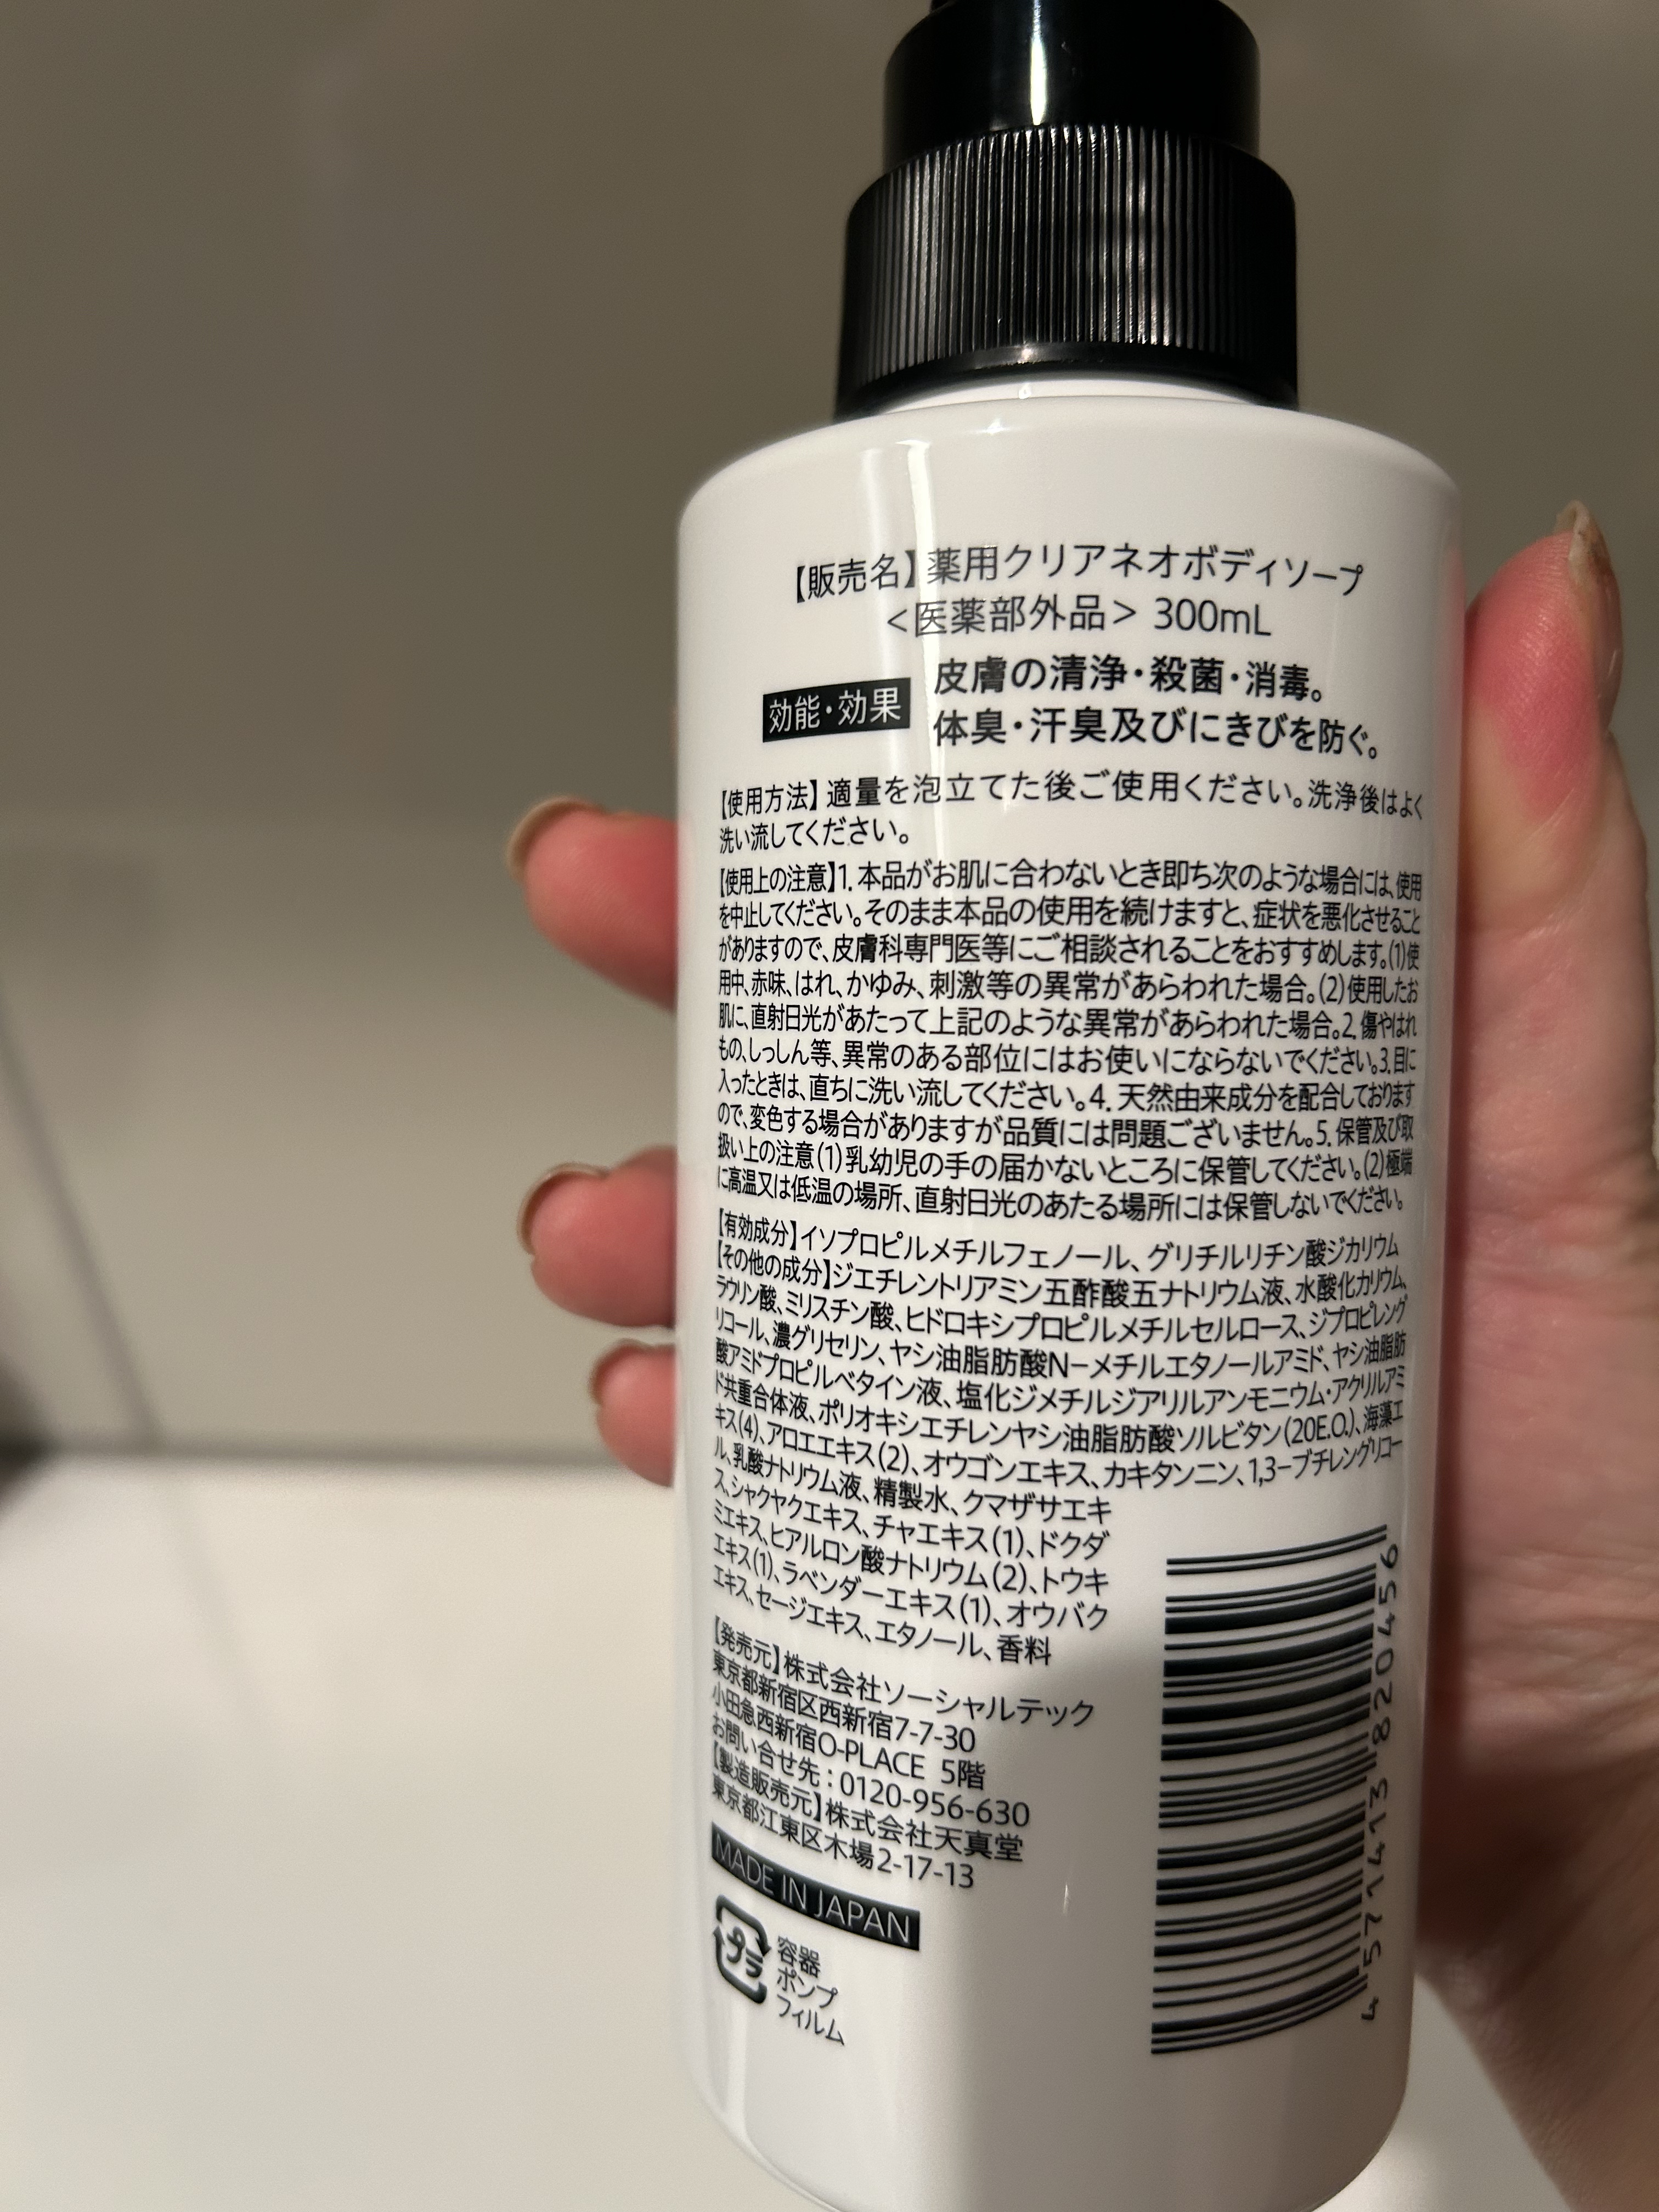 【販売名】薬用クリアネオボディソープ
<医薬部外品> 300mL
効能・効果
皮膚の清浄・殺菌・消毒。
体臭・汗臭及びにきびを防ぐ。
【使用方法】適量を泡立てた後ご使用ください。洗浄後はよく
洗い流してください。
【使用上の注意】1. 本品がお肌に合わないとき即ち次のような場合には、使用
を中止してください。そのまま本品の使用を続けますと、症状を悪化させること
がありますので、皮膚科専門医等にご相談されることをおすすめします。(1)使
用中、赤味、はれ、かゆみ、刺激等の異常があらわれた場合。(2)使用したお
肌に、直射日光があたって上記のような異常があらわれた場合。2. 傷やはれ
もの、しっしん等、異常のある部位にはお使いにならないでください。3. 目に
入ったときは、直ちに洗い流してください。4. 天然由来成分を配合しております
ので、変色する場合がありますが品質には問題ございません。5. 保管及び取
扱い上の注意(1)乳幼児の手の届かないところに保管してください。(2)極端
に高温又は低温の場所、直射日光のあたる場所には保管しないでください。
【有効成分】イソプロピルメチルフェノール、グリチルリチン酸ジカリウム
【その他の成分】ジエチレントリアミン五酢酸五ナトリウム液、水酸化カリウム、
ラウリン酸、ミリスチン酸、ヒドロキシプロピルメチルセルロース、ジプロピレング
リコール、濃グリセリン、ヤシ油脂肪酸N−メチルエタノールアミド、ヤシ油脂肪
酸アミドプロピルベタイン液、塩化ジメチルジアリルアンモニウム・アクリルアミ
ド共重合体液、ポリオキシエチレンヤシ油脂肪酸ソルビタン(20E.O.)、海藻エ
キス(4)、アロエエキス(2)、オウゴンエキス、カキタンニン、1,3−ブチレングリコー
ル、乳酸ナトリウム液、精製水、クマザサエキ
ス、シャクヤクエキス、チャエキス(1)、ドクダ
ミエキス、ヒアルロン酸ナトリウム(2)、トウキ
エキス(1)、ラベンダーエキス(1)、オウバク
エキス、セージエキス、エタノール、香料
【発売元】株式会社ソーシャルテック
東京都新宿区西新宿7-7-30
小田急西新宿O-PLACE 5階
お問い合せ先：0120-956-630
【製造販売元】株式会社天真堂
東京都江東区木場2-17-13
MADE IN JAPAN
プラ
容器
ポンプ
フィルム
4571413820456